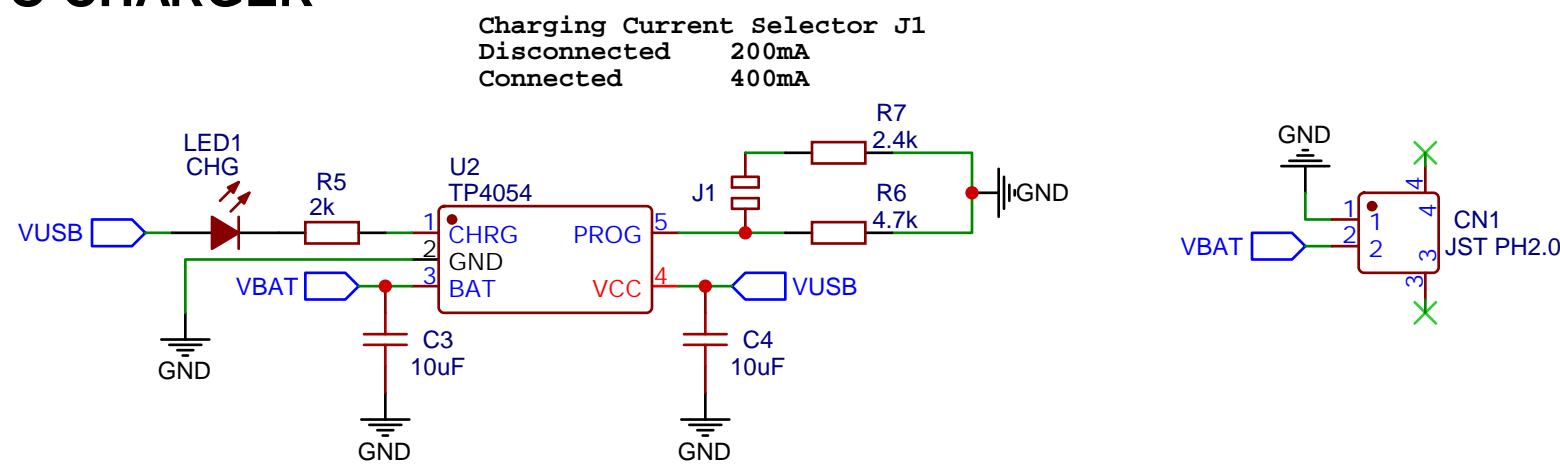 CHARGER
Charging Current Selector J1
Disconnected 200mA
Connected 400mA
R7
2.4k
LED1
CHG
R5
2k
U2
TP4054
J1
R6
4.7k
GND
VUSB
1
CHRG
PROG
5
2
GND
VBAT
3
BAT
VCC
4
VUSB
C3
10uF
C4
10uF
GND
GND
GND
GND
4
4
1
1
VBAT
2
2
CN1
JST PH2.0
3
3